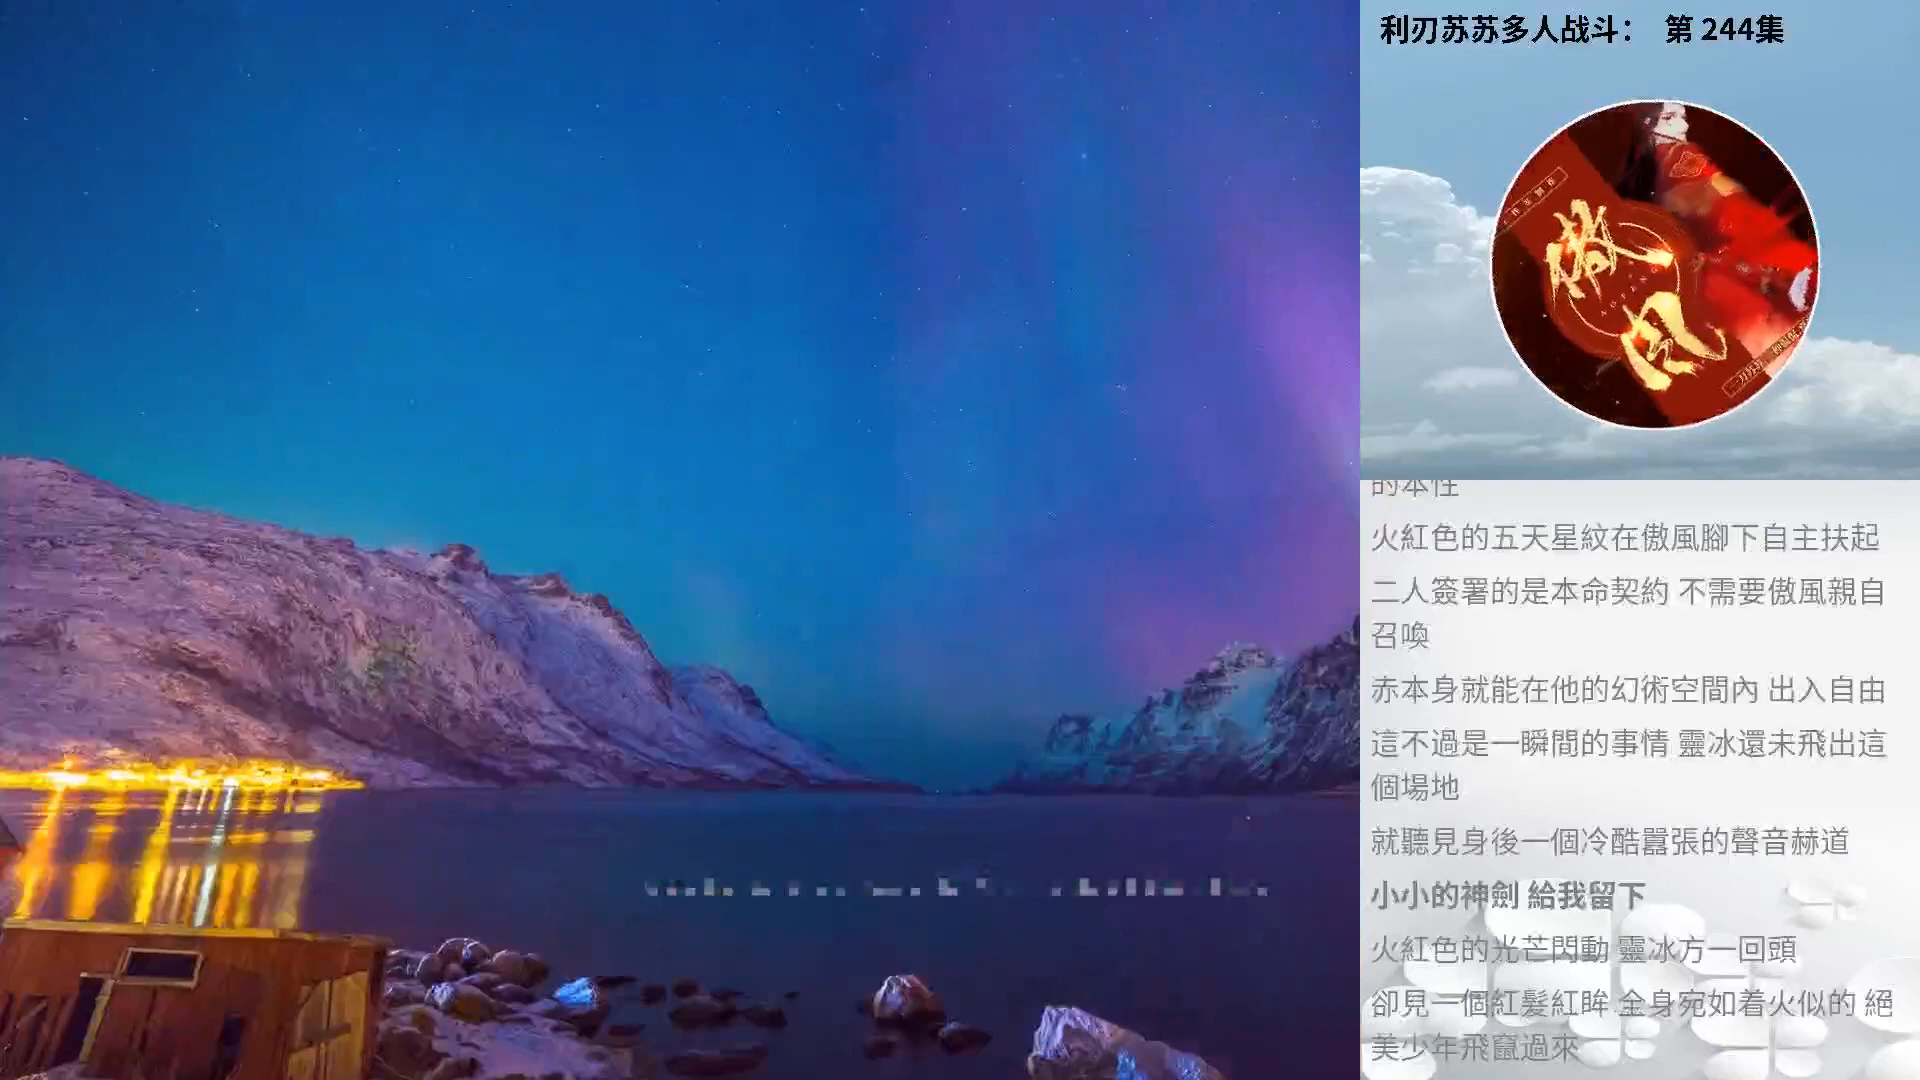 利刃苏苏多人战斗： 第 244集
傲
风
的本性
火紅色的五天星紋在傲風腳下自主扶起
二人簽署的是本命契約 不需要傲風親自
召喚
赤本身就能在他的幻術空間內 出入自由
這不過是一瞬間的事情 靈冰還未飛出這
個場地
就聽見身後一個冷酷囂張的聲音赫道
小小的神劍 給我留下
火紅色的光芒閃動 靈冰方一回頭
卻見一個紅髮紅眸 全身宛如着火似的 絕
美少年飛竄過來